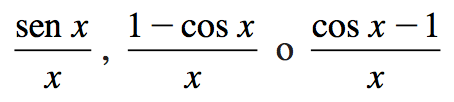 sen x / x , 1 − cos x / x o cos x − 1 / x